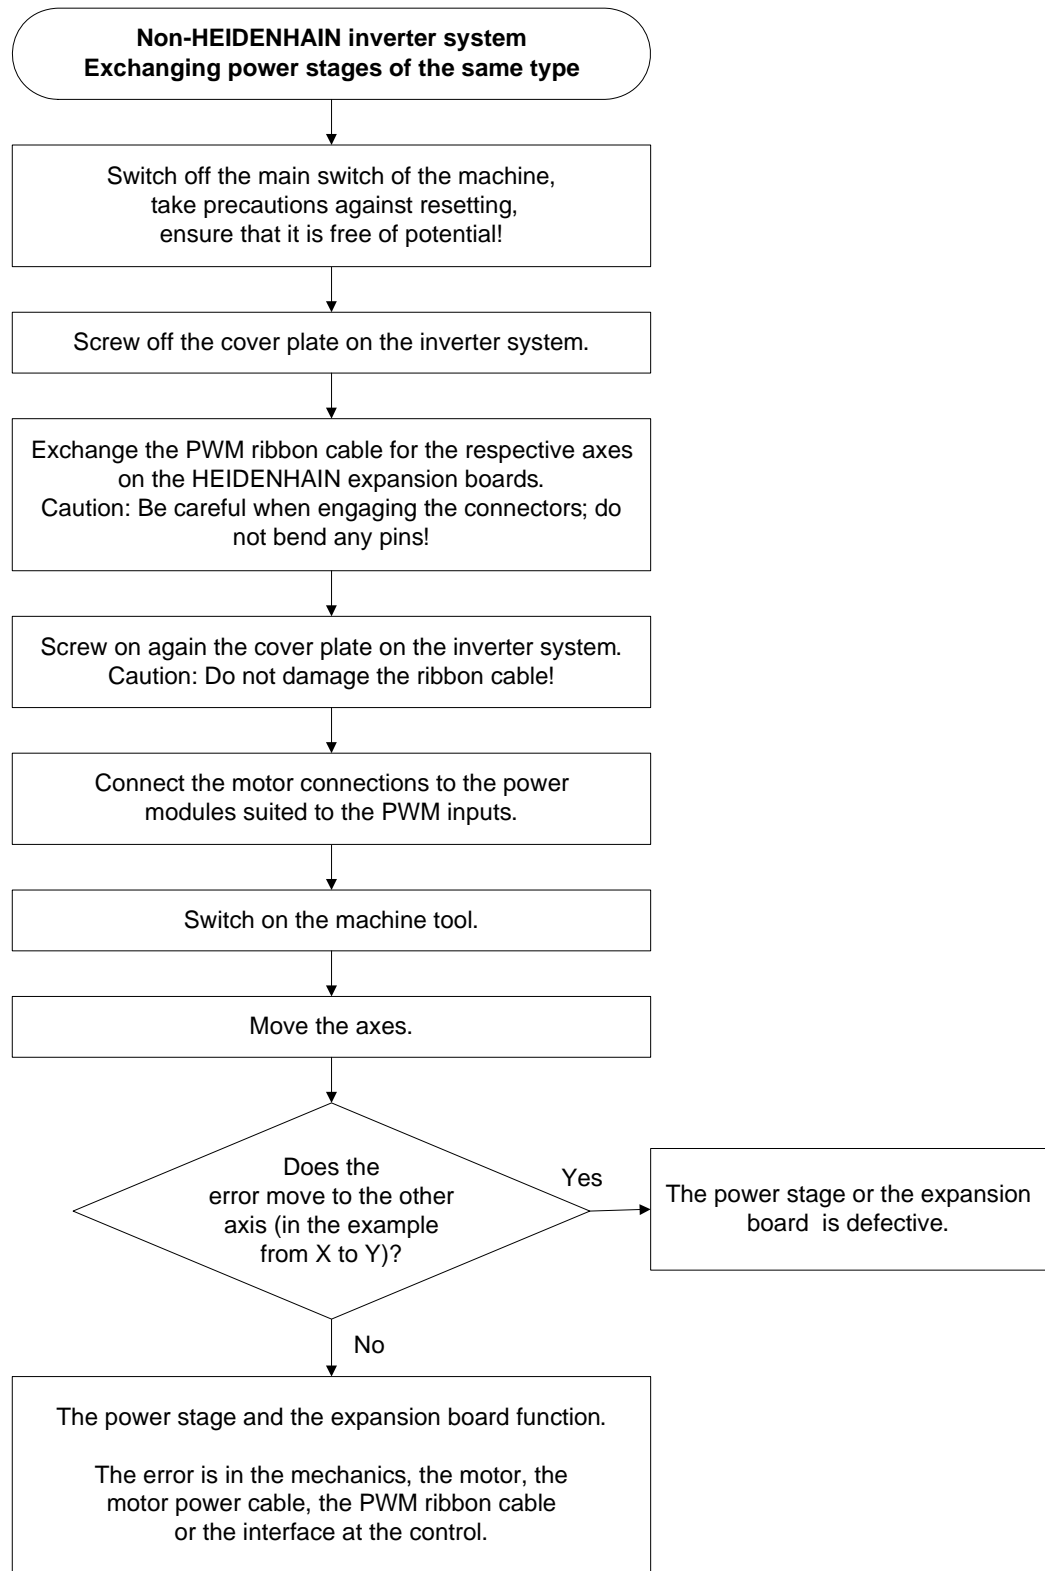 Non-HEIDENHAIN inverter system
Exchanging power stages of the same type
Switch off the main switch of the machine,
take precautions against resetting,
ensure that it is free of potential!
Screw off the cover plate on the inverter system.
Exchange the PWM ribbon cable for the respective axes
on the HEIDENHAIN expansion boards.
Caution: Be careful when engaging the connectors; do
not bend any pins!
Screw on again the cover plate on the inverter system.
Caution: Do not damage the ribbon cable!
Connect the motor connections to the power
modules suited to the PWM inputs.
Switch on the machine tool.
Move the axes.
Does the
error move to the other
axis (in the example
from X to Y)?
Yes
The power stage or the expansion
board  is defective.
No
The power stage and the expansion board function.
The error is in the mechanics, the motor, the
motor power cable, the PWM ribbon cable
or the interface at the control.